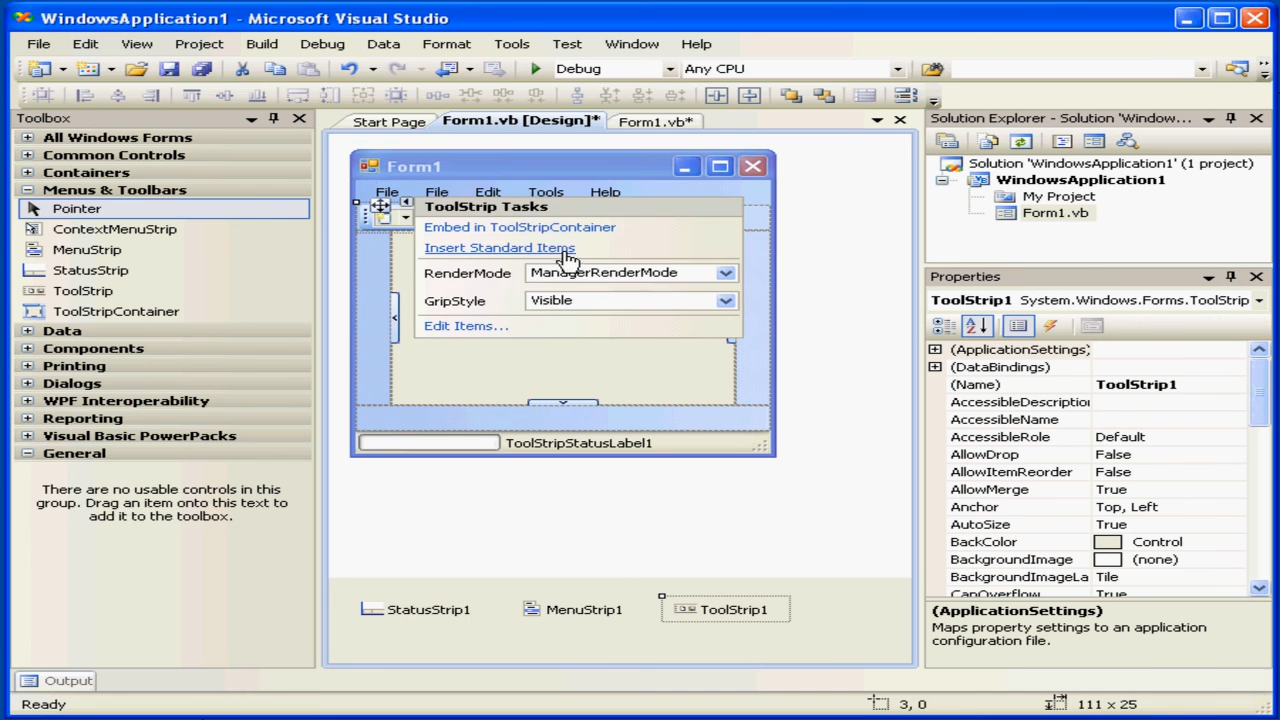 WindowsApplication1 - Microsoft Visual Studio
File Edit View Project Build Debug Data Format Tools Test Window Help
Debug Any CPU
Toolbox
All Windows Forms
Common Controls
Containers
Menus & Toolbars
Pointer
ContextMenuStrip
MenuStrip
StatusStrip
ToolStrip
ToolStripContainer
Data
Components
Printing
Dialogs
WPF Interoperability
Reporting
Visual Basic PowerPacks
General
There are no usable controls in this
group. Drag an item onto this text to
add it to the toolbox.
Start Page Form1.vb [Design]* Form1.vb*
Form1
File File Edit Tools Help
ToolStrip Tasks
Embed in ToolStripContainer
Insert Standard Items
RenderMode ManagerRenderMode
GripStyle Visible
Edit Items...
ToolStripStatusLabel1
StatusStrip1 MenuStrip1 ToolStrip1
Solution Explorer - Solution 'Window...
Solution 'WindowsApplication1' (1 project)
WindowsApplication1
My Project
Form1.vb
Properties
ToolStrip1 System.Windows.Forms.ToolStrip
(ApplicationSettings)
(DataBindings)
(Name) ToolStrip1
AccessibleDescription
AccessibleName
AccessibleRole Default
AllowDrop False
AllowItemReorder False
AllowMerge True
Anchor Top, Left
AutoSize True
BackColor Control
BackgroundImage (none)
BackgroundImageLa Tile
CanOverflow True
(ApplicationSettings)
Maps property settings to an application
configuration file.
Output
Ready 3, 0 111 x 25